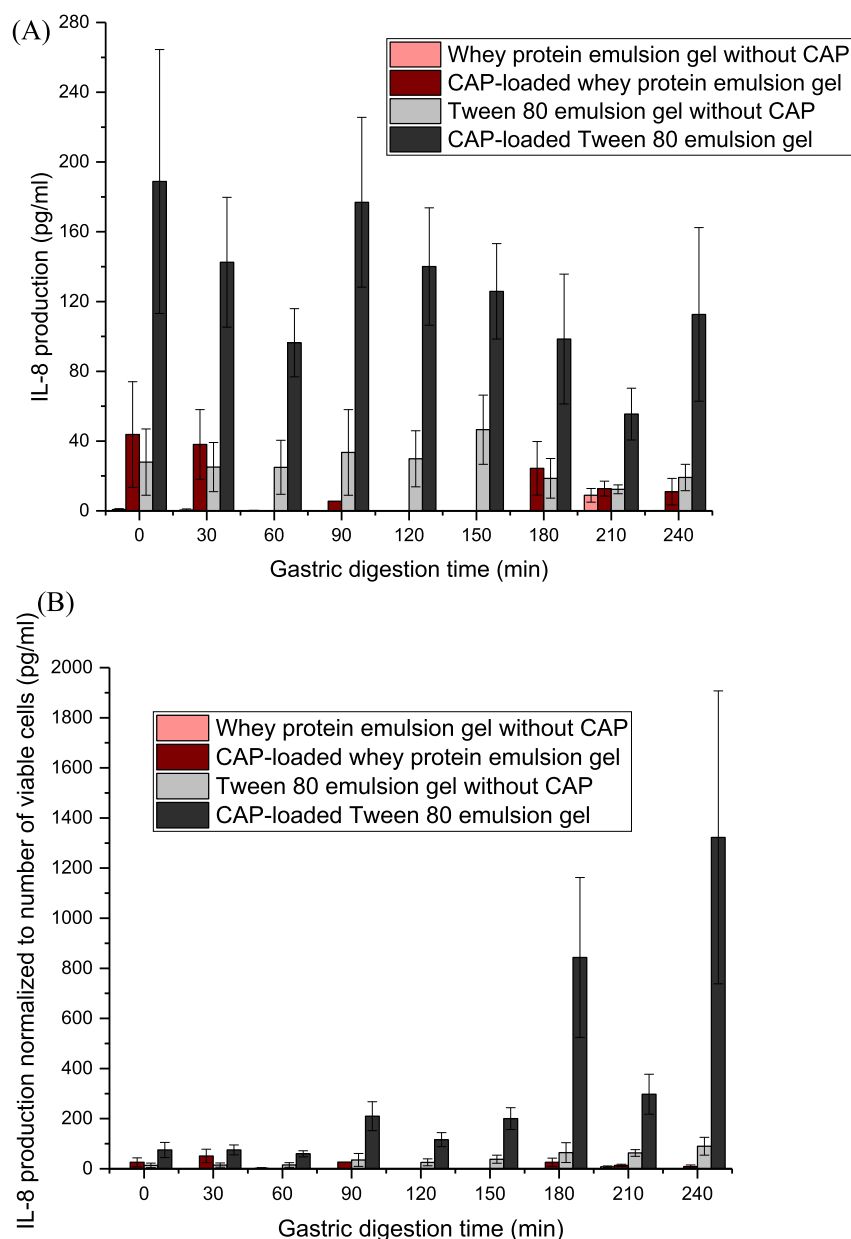 (A)
280
240
200
160
120
80
40
0
IL-8 production (pg/ml)
Whey protein emulsion gel without CAP
CAP-loaded whey protein emulsion gel
Tween 80 emulsion gel without CAP
CAP-loaded Tween 80 emulsion gel
0 30 60 90 120 150 180 210 240
Gastric digestion time (min)
(B)
2000
1800
1600
1400
1200
1000
800
600
400
200
0
IL-8 production normalized to number of viable cells (pg/ml)
Whey protein emulsion gel without CAP
CAP-loaded whey protein emulsion gel
Tween 80 emulsion gel without CAP
CAP-loaded Tween 80 emulsion gel
0 30 60 90 120 150 180 210 240
Gastric digestion time (min)